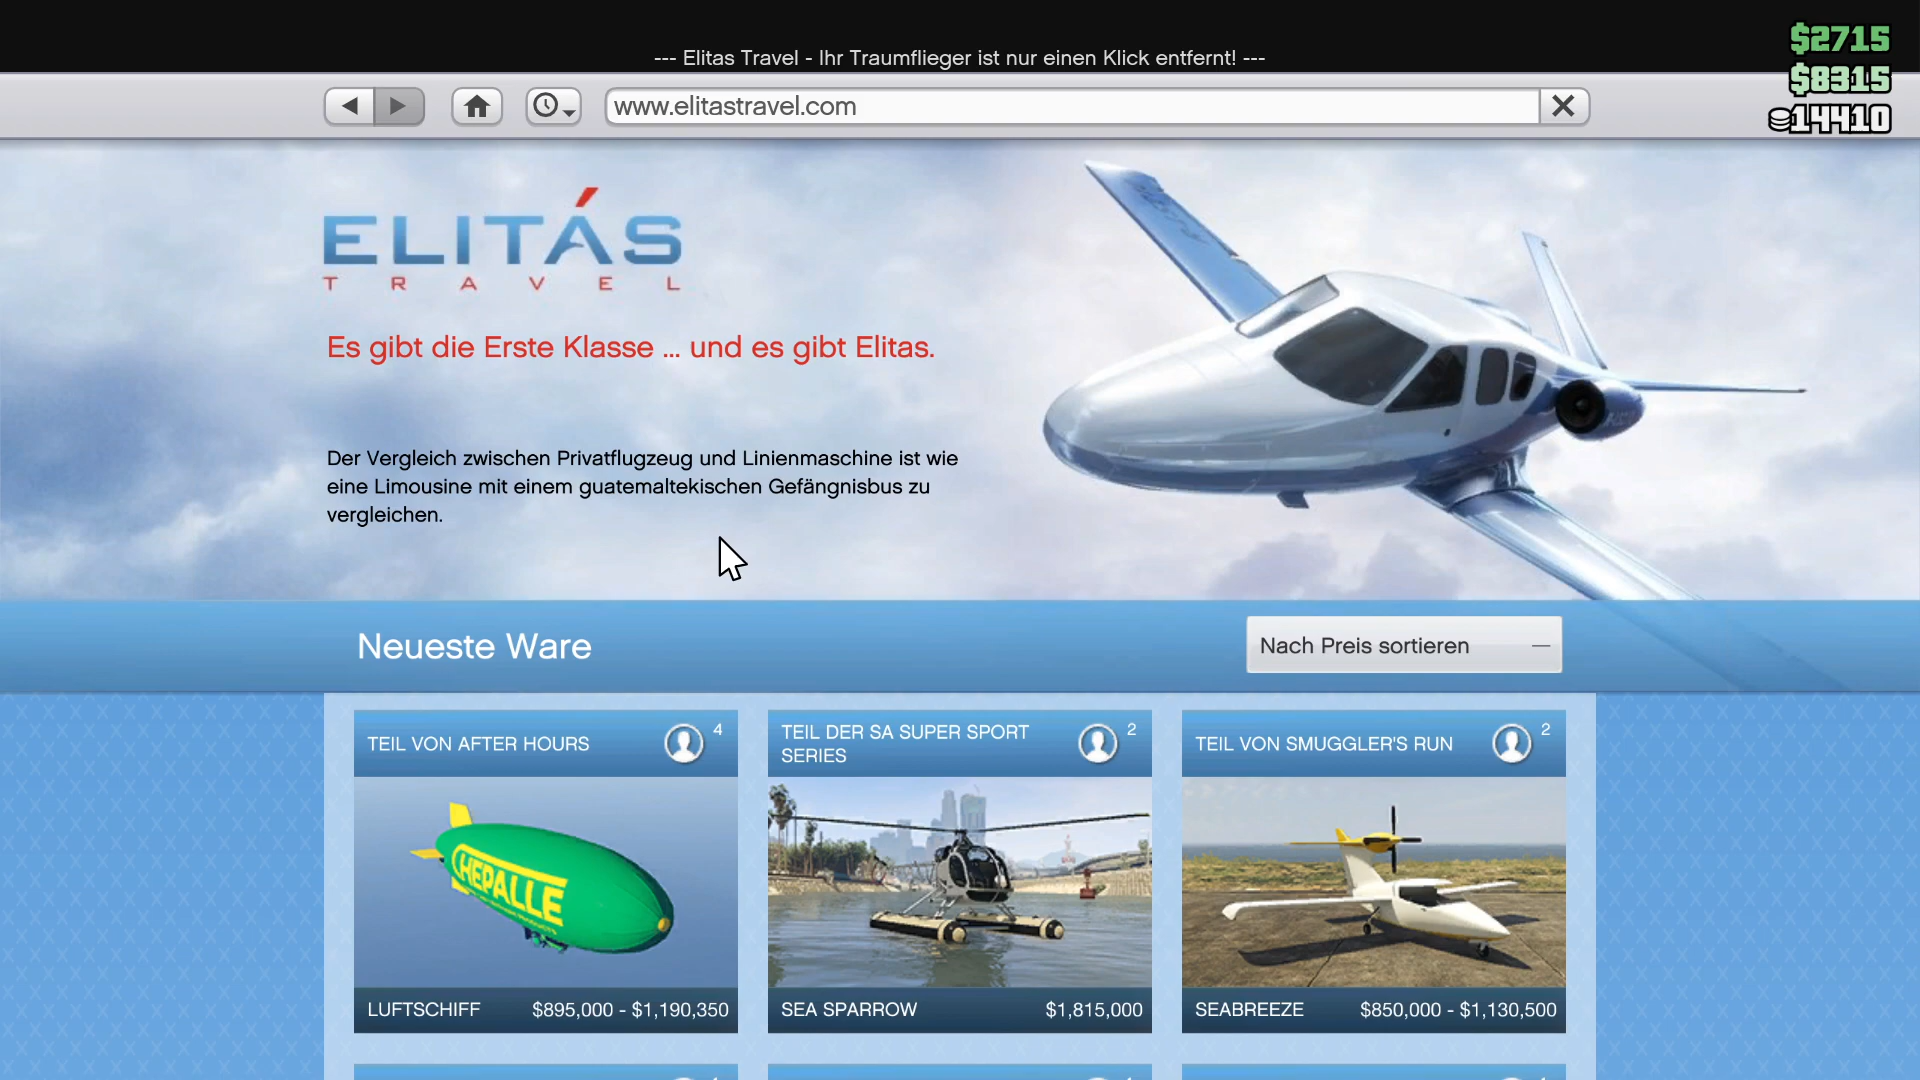 --- Elitas Travel - Ihr Traumflieger ist nur einen Klick entfernt! ---
$2715
$8315
14410
www.elitastravel.com
ELITÁS
TRAVEL
Es gibt die Erste Klasse ... und es gibt Elitas.
Der Vergleich zwischen Privatflugzeug und Linienmaschine ist wie
eine Limousine mit einem guatemaltekischen Gefängnisbus zu
vergleichen.
Neueste Ware
Nach Preis sortieren
TEIL VON AFTER HOURS
4
CHEPALLE
LUFTSCHIFF
$895,000 - $1,190,350
TEIL DER SA SUPER SPORT
SERIES
2
SEA SPARROW
$1,815,000
TEIL VON SMUGGLER'S RUN
2
SEABREEZE
$850,000 - $1,130,500